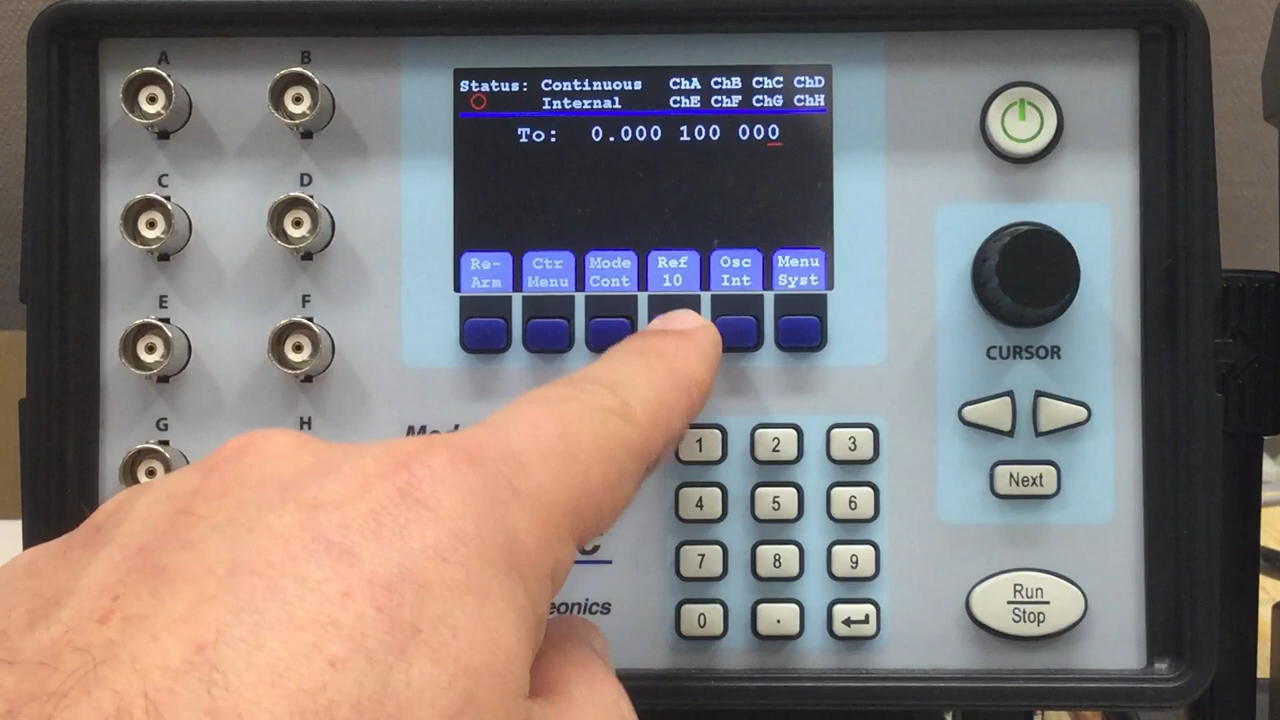 A
B
C
D
E
F
G
H
Status: Continuous ChA ChB ChC ChD
Internal ChE ChF ChG ChH
To: 0.000 100 000
Re-
Arm
Ctr
Menu
Mode
Cont
Ref
10
Osc
Int
Menu
Syst
CURSOR
Next
1 2 3
4 5 6
7 8 9
0 .
Run
Stop